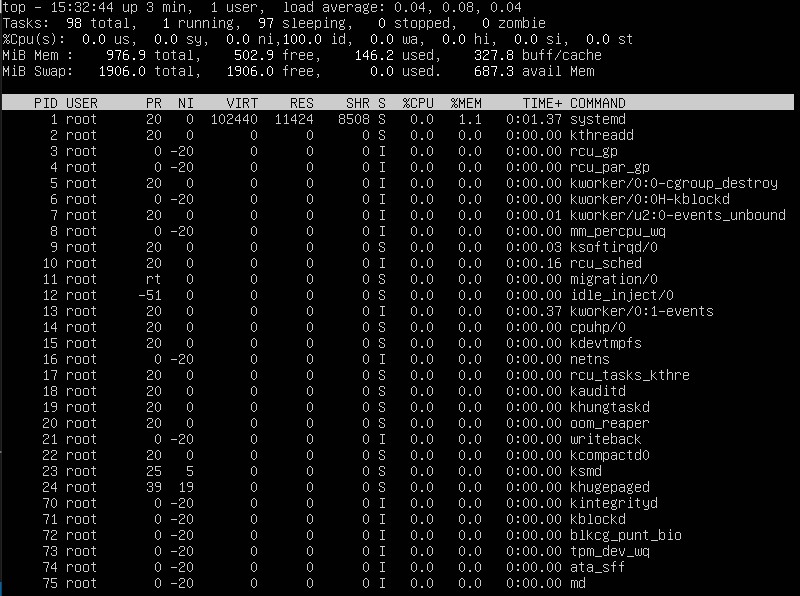 top - 15:32:44 up 3 min,  1 user,  load average: 0.04, 0.08, 0.04
Tasks:  98 total,   1 running,  97 sleeping,   0 stopped,   0 zombie
%Cpu(s):  0.0 us,  0.0 sy,  0.0 ni,100.0 id,  0.0 wa,  0.0 hi,  0.0 si,  0.0 st
MiB Mem :    976.9 total,    502.9 free,    146.2 used,    327.8 buff/cache
MiB Swap:   1906.0 total,   1906.0 free,      0.0 used.    687.3 avail Mem
    PID USER      PR  NI    VIRT    RES    SHR S  %CPU  %MEM     TIME+ COMMAND
      1 root      20   0  102440  11424   8508 S   0.0   1.1   0:01.37 systemd
      2 root      20   0       0      0      0 S   0.0   0.0   0:00.00 kthreadd
      3 root       0 -20       0      0      0 I   0.0   0.0   0:00.00 rcu_gp
      4 root       0 -20       0      0      0 I   0.0   0.0   0:00.00 rcu_par_gp
      5 root      20   0       0      0      0 I   0.0   0.0   0:00.00 kworker/0:0-cgroup_destroy
      6 root       0 -20       0      0      0 I   0.0   0.0   0:00.00 kworker/0:0H-kblockd
      7 root      20   0       0      0      0 I   0.0   0.0   0:00.01 kworker/u2:0-events_unbound
      8 root       0 -20       0      0      0 I   0.0   0.0   0:00.00 mm_percpu_wq
      9 root      20   0       0      0      0 S   0.0   0.0   0:00.03 ksoftirqd/0
     10 root      20   0       0      0      0 I   0.0   0.0   0:00.16 rcu_sched
     11 root      rt   0       0      0      0 S   0.0   0.0   0:00.00 migration/0
     12 root     -51   0       0      0      0 S   0.0   0.0   0:00.00 idle_inject/0
     13 root      20   0       0      0      0 I   0.0   0.0   0:00.37 kworker/0:1-events
     14 root      20   0       0      0      0 S   0.0   0.0   0:00.00 cpuhp/0
     15 root      20   0       0      0      0 S   0.0   0.0   0:00.00 kdevtmpfs
     16 root       0 -20       0      0      0 I   0.0   0.0   0:00.00 netns
     17 root      20   0       0      0      0 S   0.0   0.0   0:00.00 rcu_tasks_kthre
     18 root      20   0       0      0      0 S   0.0   0.0   0:00.00 kauditd
     19 root      20   0       0      0      0 S   0.0   0.0   0:00.00 khungtaskd
     20 root      20   0       0      0      0 S   0.0   0.0   0:00.00 oom_reaper
     21 root       0 -20       0      0      0 I   0.0   0.0   0:00.00 writeback
     22 root      20   0       0      0      0 S   0.0   0.0   0:00.00 kcompactd0
     23 root      25   5       0      0      0 S   0.0   0.0   0:00.00 ksmd
     24 root      39  19       0      0      0 S   0.0   0.0   0:00.00 khugepaged
     70 root       0 -20       0      0      0 I   0.0   0.0   0:00.00 kintegrityd
     71 root       0 -20       0      0      0 I   0.0   0.0   0:00.00 kblockd
     72 root       0 -20       0      0      0 I   0.0   0.0   0:00.00 blkcg_punt_bio
     73 root       0 -20       0      0      0 I   0.0   0.0   0:00.00 tpm_dev_wq
     74 root       0 -20       0      0      0 I   0.0   0.0   0:00.00 ata_sff
     75 root       0 -20       0      0      0 I   0.0   0.0   0:00.00 md